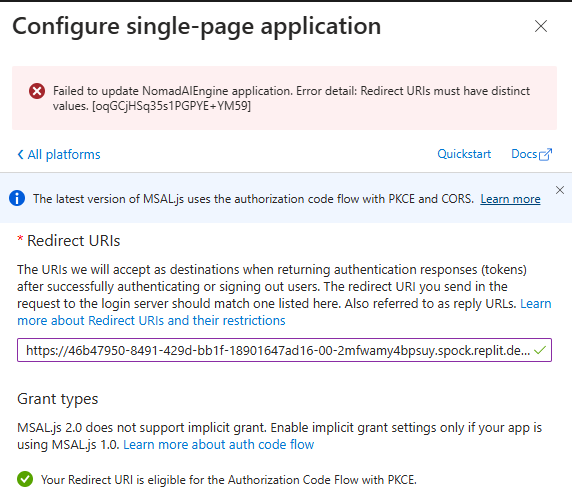 Configure single-page application
Failed to update NomadAIEngine application. Error detail: Redirect URIs must have distinct
values. [oqGCjHSq35s1PGPYE+YM59]
All platforms
Quickstart
Docs
The latest version of MSAL.js uses the authorization code flow with PKCE and CORS. Learn more
* Redirect URIs
The URIs we will accept as destinations when returning authentication responses (tokens)
after successfully authenticating or signing out users. The redirect URI you send in the
request to the login server should match one listed here. Also referred to as reply URLs. Learn
more about Redirect URIs and their restrictions
https://46b47950-8491-429d-bb1f-18901647ad16-00-2mfwamy4bpsuy.spock.replit.de...
Grant types
MSAL.js 2.0 does not support implicit grant. Enable implicit grant settings only if your app is
using MSAL.js 1.0. Learn more about auth code flow
Your Redirect URI is eligible for the Authorization Code Flow with PKCE.